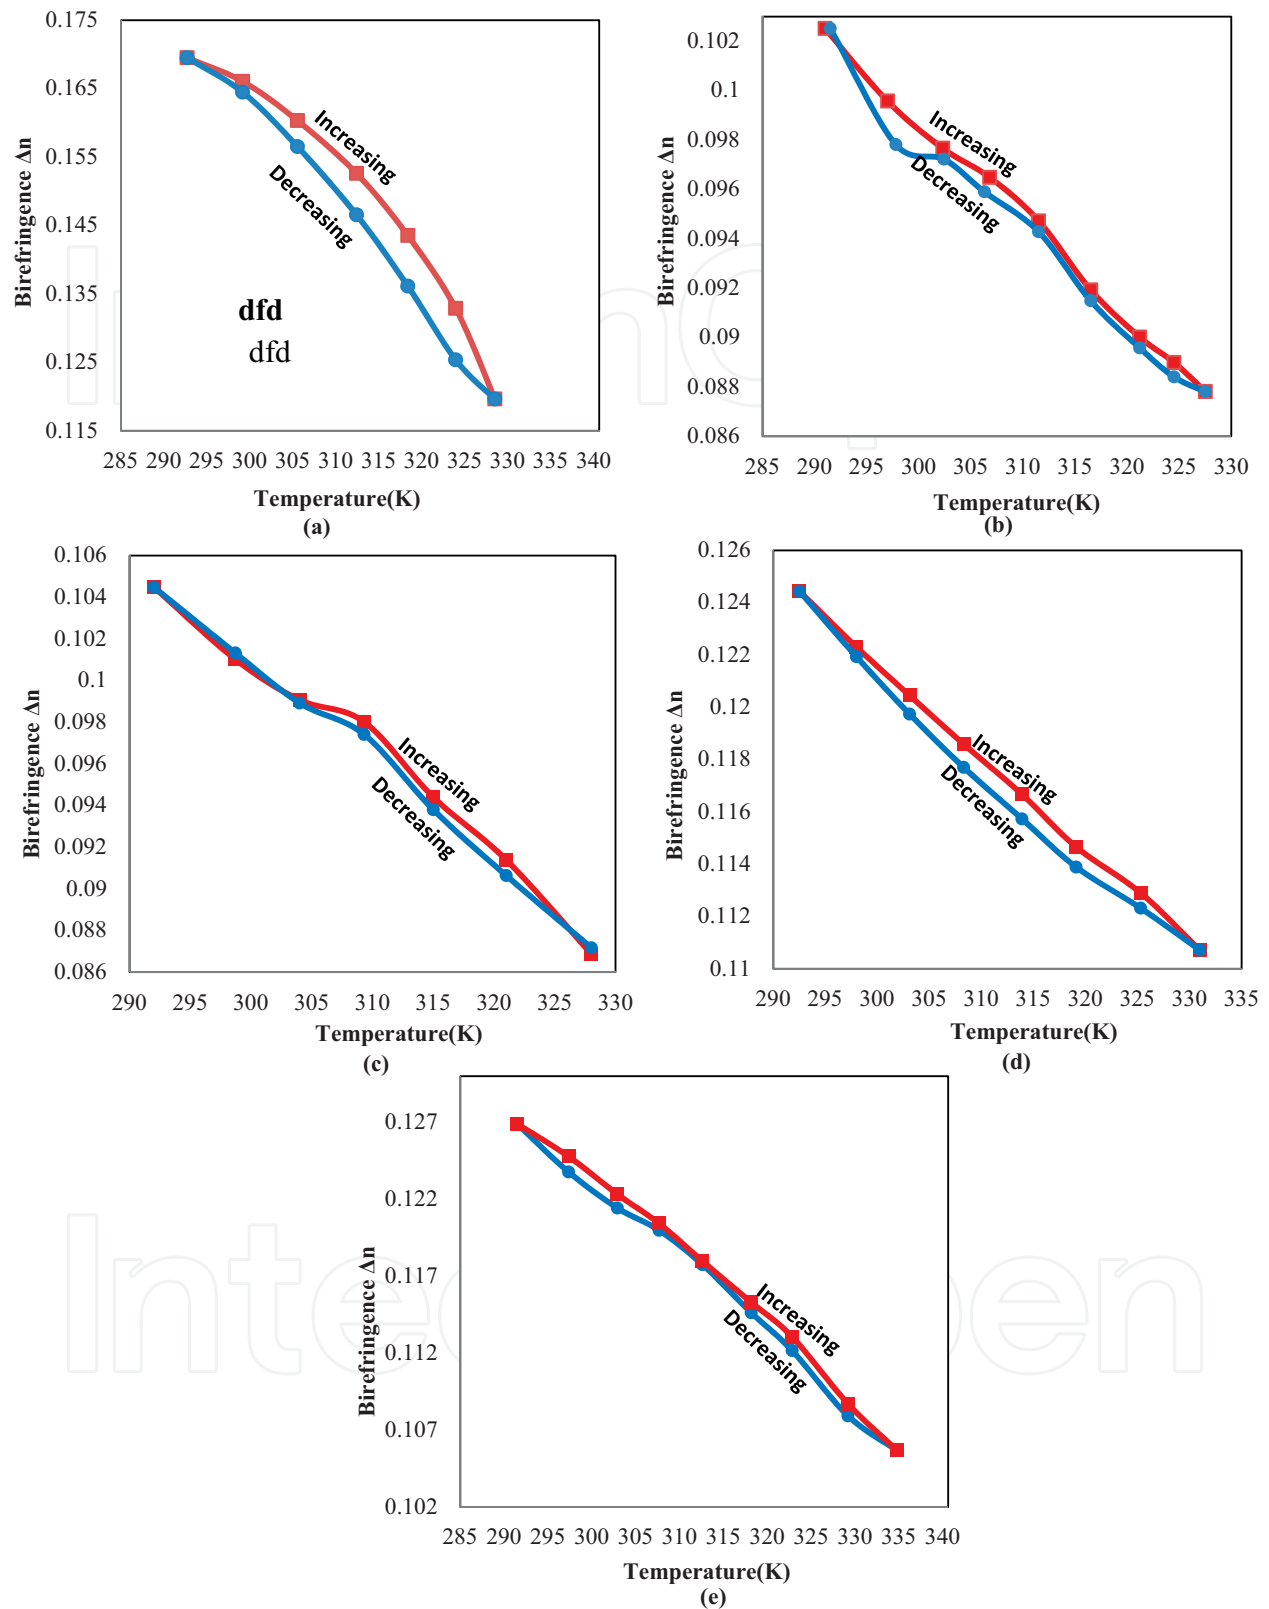 0.175
0.165
0.155
0.145
0.135
0.125
0.115
Birefringence Δn
Increasing
Decreasing
dfd
dfd
285 290 295 300 305 310 315 320 325 330 335 340
Temperature(K)
(a)
0.102
0.1
0.098
0.096
0.094
0.092
0.09
0.088
0.086
Birefringence Δn
Increasing
Decreasing
285 290 295 300 305 310 315 320 325 330
Temperature(K)
(b)
0.106
0.104
0.102
0.1
0.098
0.096
0.094
0.092
0.09
0.088
0.086
Birefringence Δn
Increasing
Decreasing
290 295 300 305 310 315 320 325 330
Temperature(K)
(c)
0.126
0.124
0.122
0.12
0.118
0.116
0.114
0.112
0.11
Birefringence Δn
Increasing
Decreasing
290 295 300 305 310 315 320 325 330 335
Temperature(K)
(d)
0.127
0.122
0.117
0.112
0.107
0.102
Birefringence Δn
Increasing
Decreasing
285 290 295 300 305 310 315 320 325 330 335 340
Temperature(K)
(e)